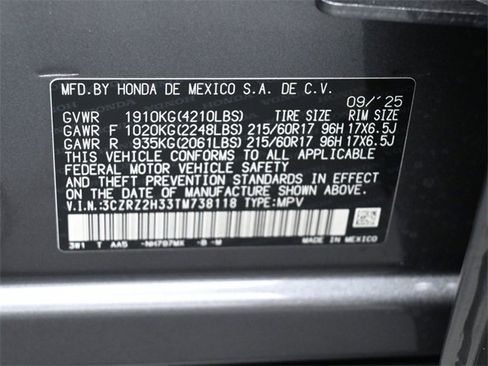 MFD.BY HONDA DE MEXICO S.A. DE C.V.
09/'25
GVWR 1910KG(4210LBS) TIRE SIZE RIM SIZE
GAWR F 1020KG(2248LBS) 215/60R17 96H 17X6.5J
GAWR R 935KG(2061LBS) 215/60R17 96H 17X6.5J
THIS VEHICLE CONFORMS TO ALL APPLICABLE
FEDERAL MOTOR VEHICLE SAFETY
AND THEFT PREVENTION STANDARDS IN EFFECT
ON THE DATE OF MANUFACTURE SHOWN ABOVE.
V.I.N.:3CZRZ2H33TM738118 TYPE:MPV
3W1 T AA5 -NH797MX -B -M MADE IN MEXICO